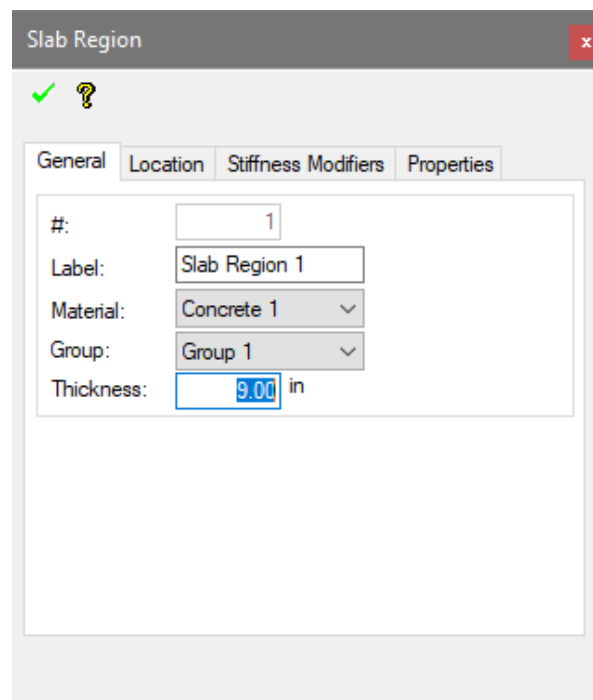 Slab Region
x
?
General Location Stiffness Modifiers Properties
#: 1
Label: Slab Region 1
Material: Concrete 1
Group: Group 1
Thickness: 9.00 in